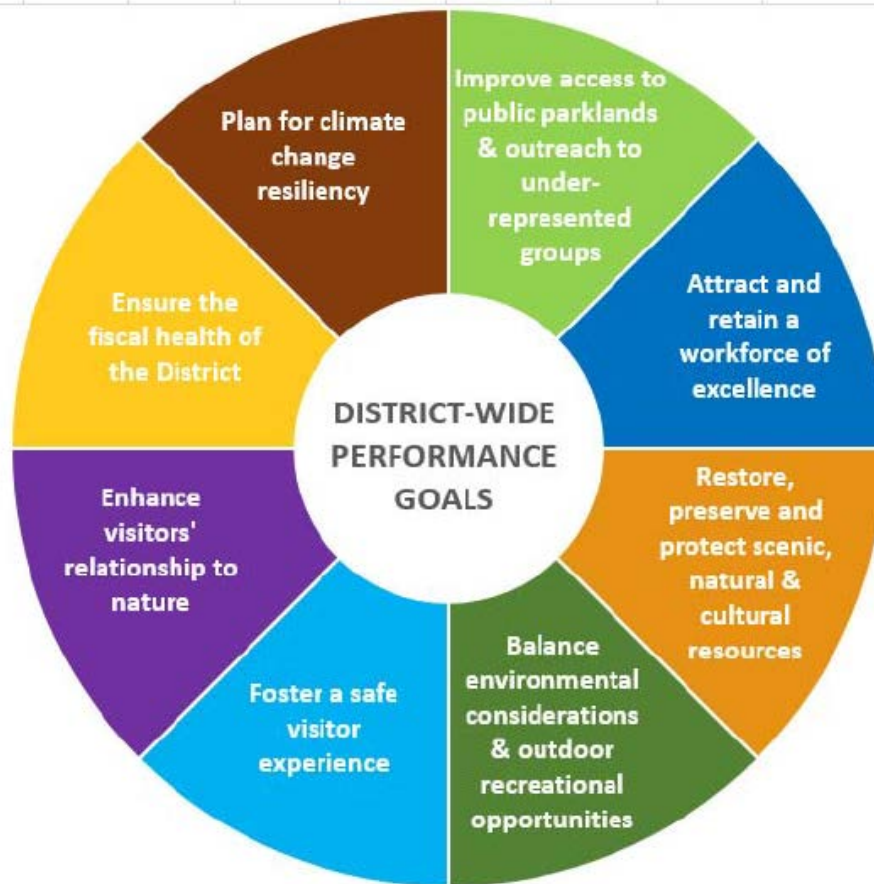 Improve access to
public parklands
& outreach to
under-
represented
groups
Attract and
retain a
workforce of
excellence
Restore,
preserve and
protect scenic,
natural &
cultural
resources
Balance
environmental
considerations
& outdoor
recreational
opportunities
Foster a safe
visitor
experience
Enhance
visitors'
relationship to
nature
Ensure the
fiscal health of
the District
Plan for climate
change
resiliency
DISTRICT-WIDE
PERFORMANCE
GOALS